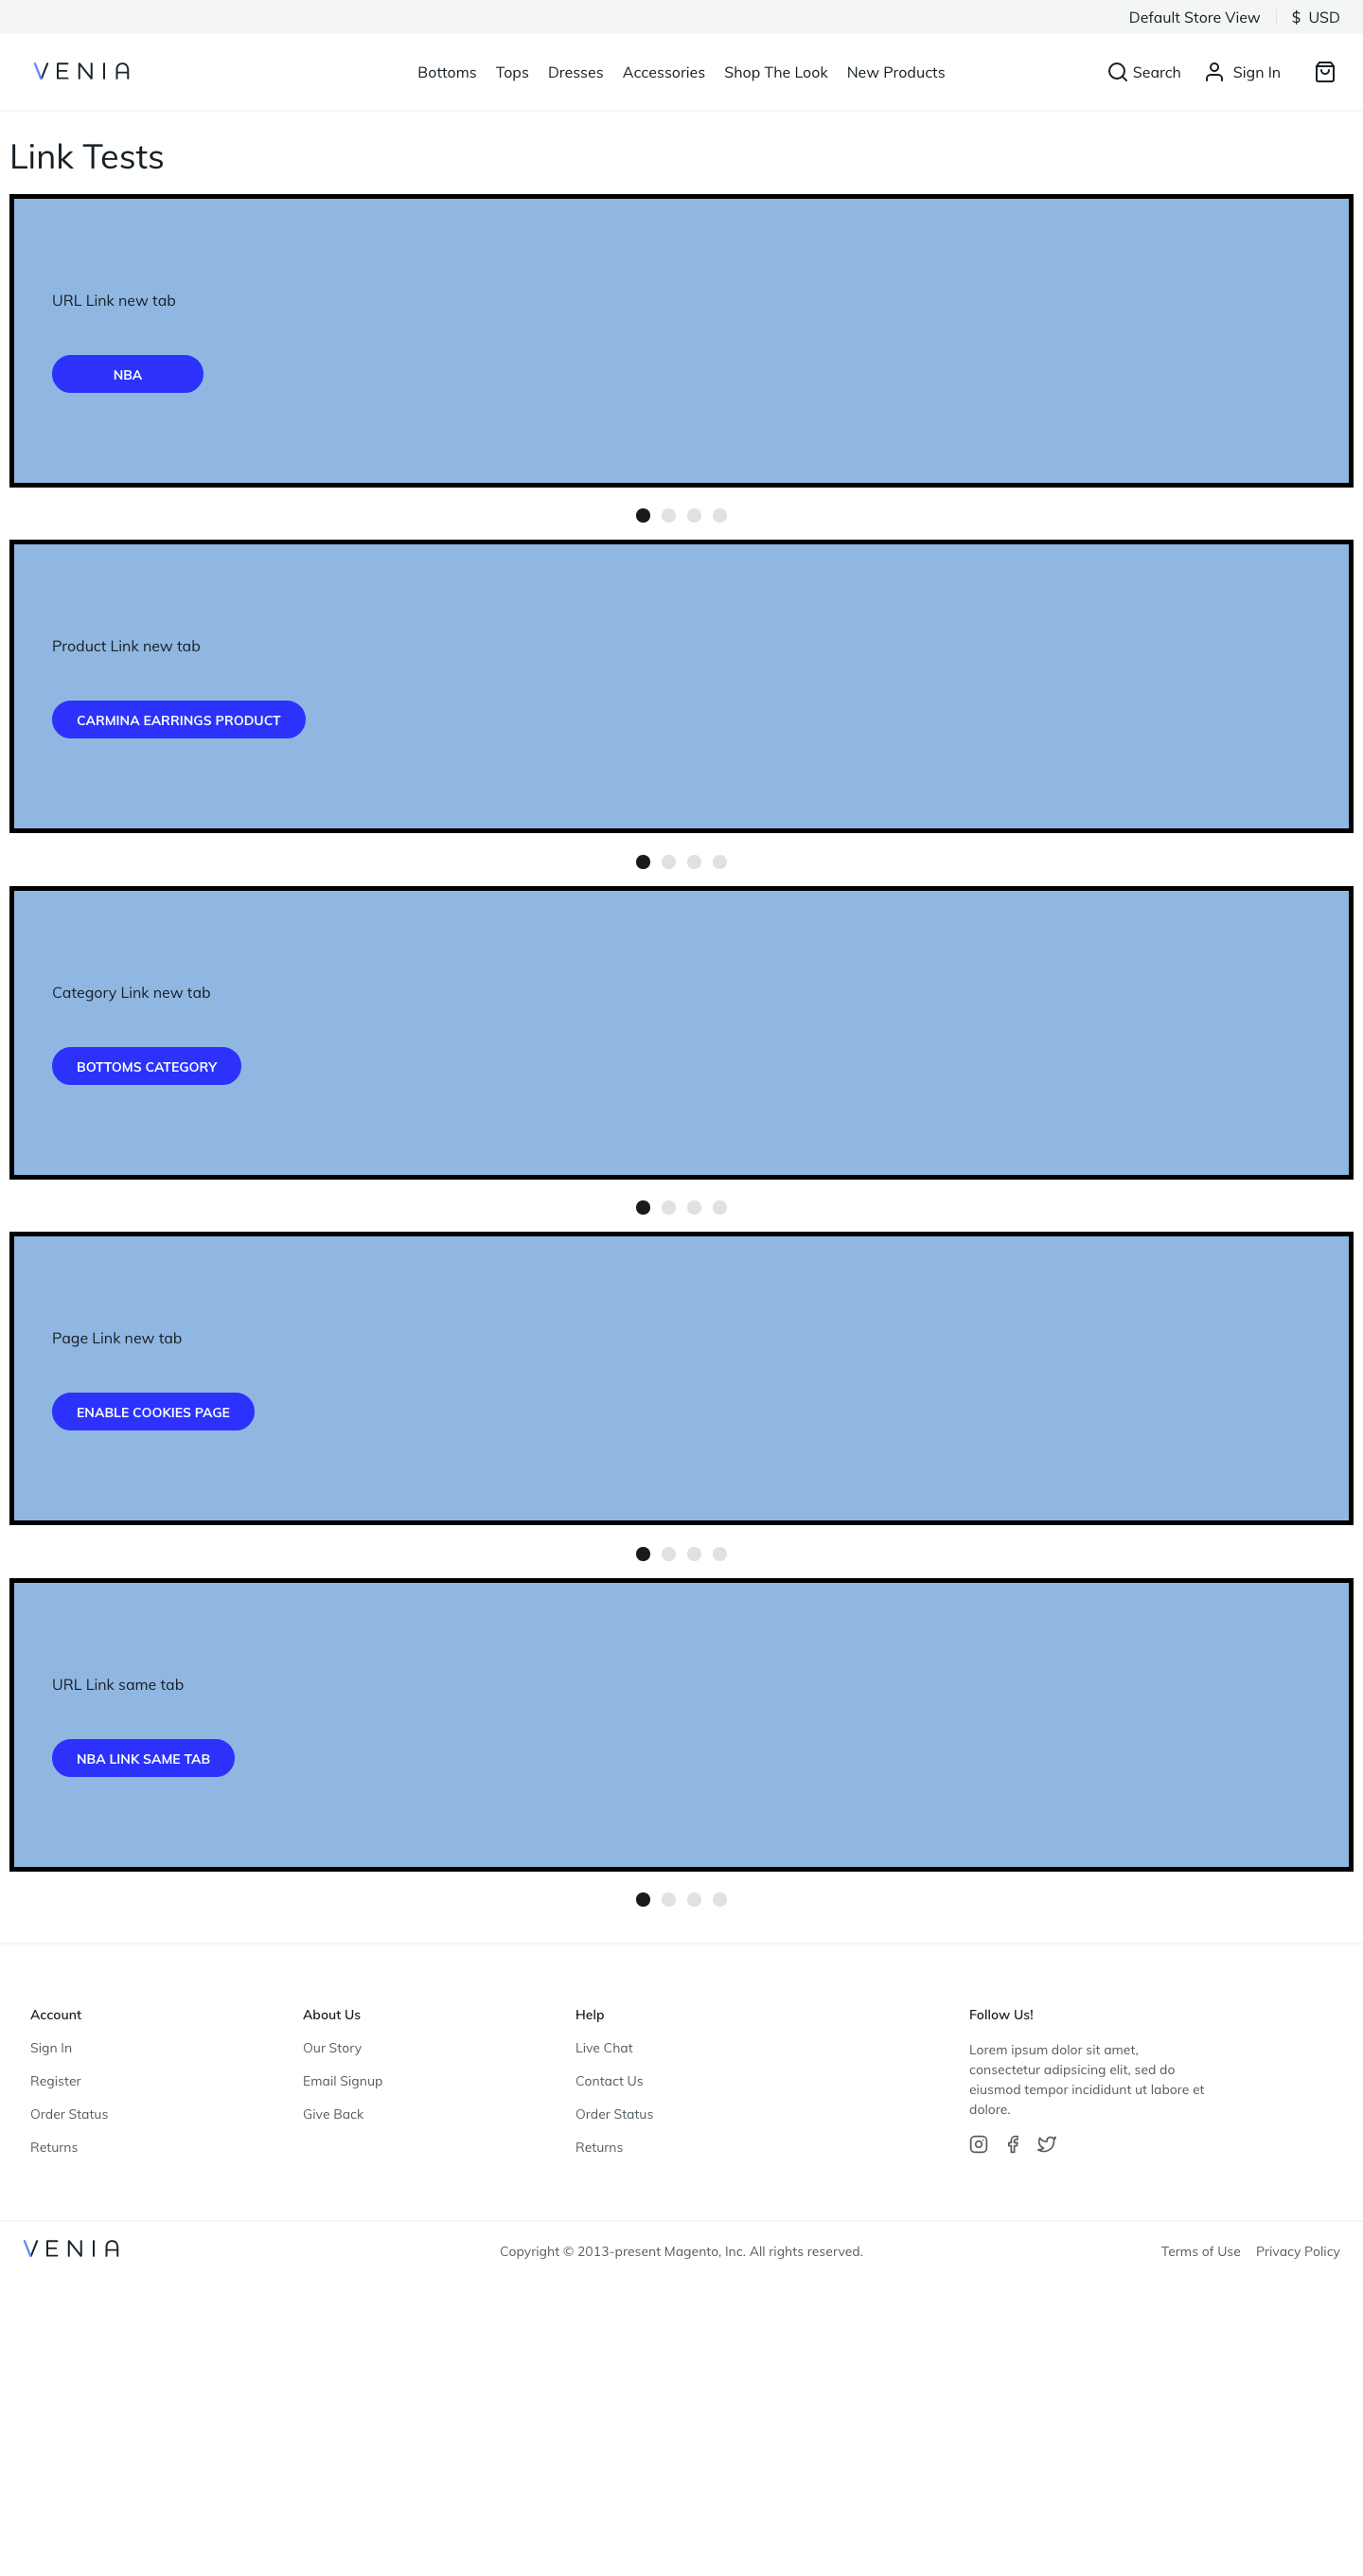 Default Store View
$ USD
VENIA
Bottoms Tops Dresses Accessories Shop The Look New Products
Search
Sign In
Link Tests
URL Link new tab
NBA
Product Link new tab
CARMINA EARRINGS PRODUCT
Category Link new tab
BOTTOMS CATEGORY
Page Link new tab
ENABLE COOKIES PAGE
URL Link same tab
NBA LINK SAME TAB
Account
Sign In
Register
Order Status
Returns
About Us
Our Story
Email Signup
Give Back
Help
Live Chat
Contact Us
Order Status
Returns
Follow Us!
Lorem ipsum dolor sit amet,
consectetur adipsicing elit, sed do
eiusmod tempor incididunt ut labore et
dolore.
VENIA
Copyright © 2013-present Magento, Inc. All rights reserved.
Terms of Use Privacy Policy